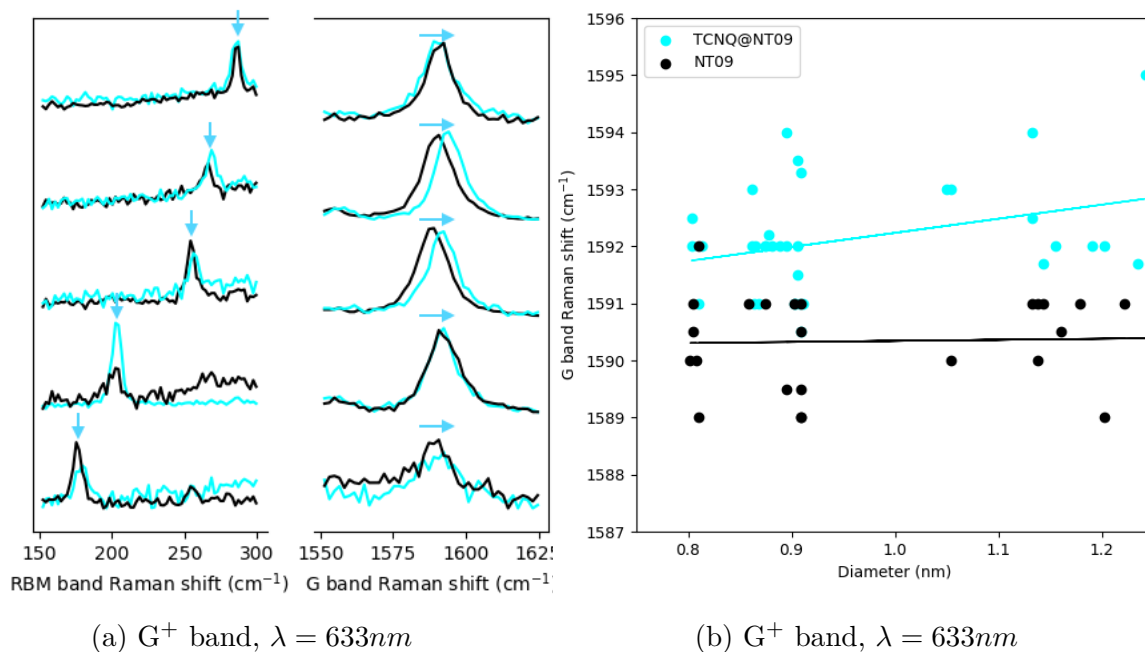 150 200 250 300
RBM band Raman shift (cm⁻¹)
1550 1575 1600 1625
G band Raman shift (cm⁻¹)
1596
1595
1594
1593
1592
1591
1590
1589
1588
1587
G band Raman shift (cm⁻¹)
TCNQ@NT09
NT09
0.8 0.9 1.0 1.1 1.2
Diameter (nm)
(a) G⁺ band, λ = 633nm
(b) G⁺ band, λ = 633nm